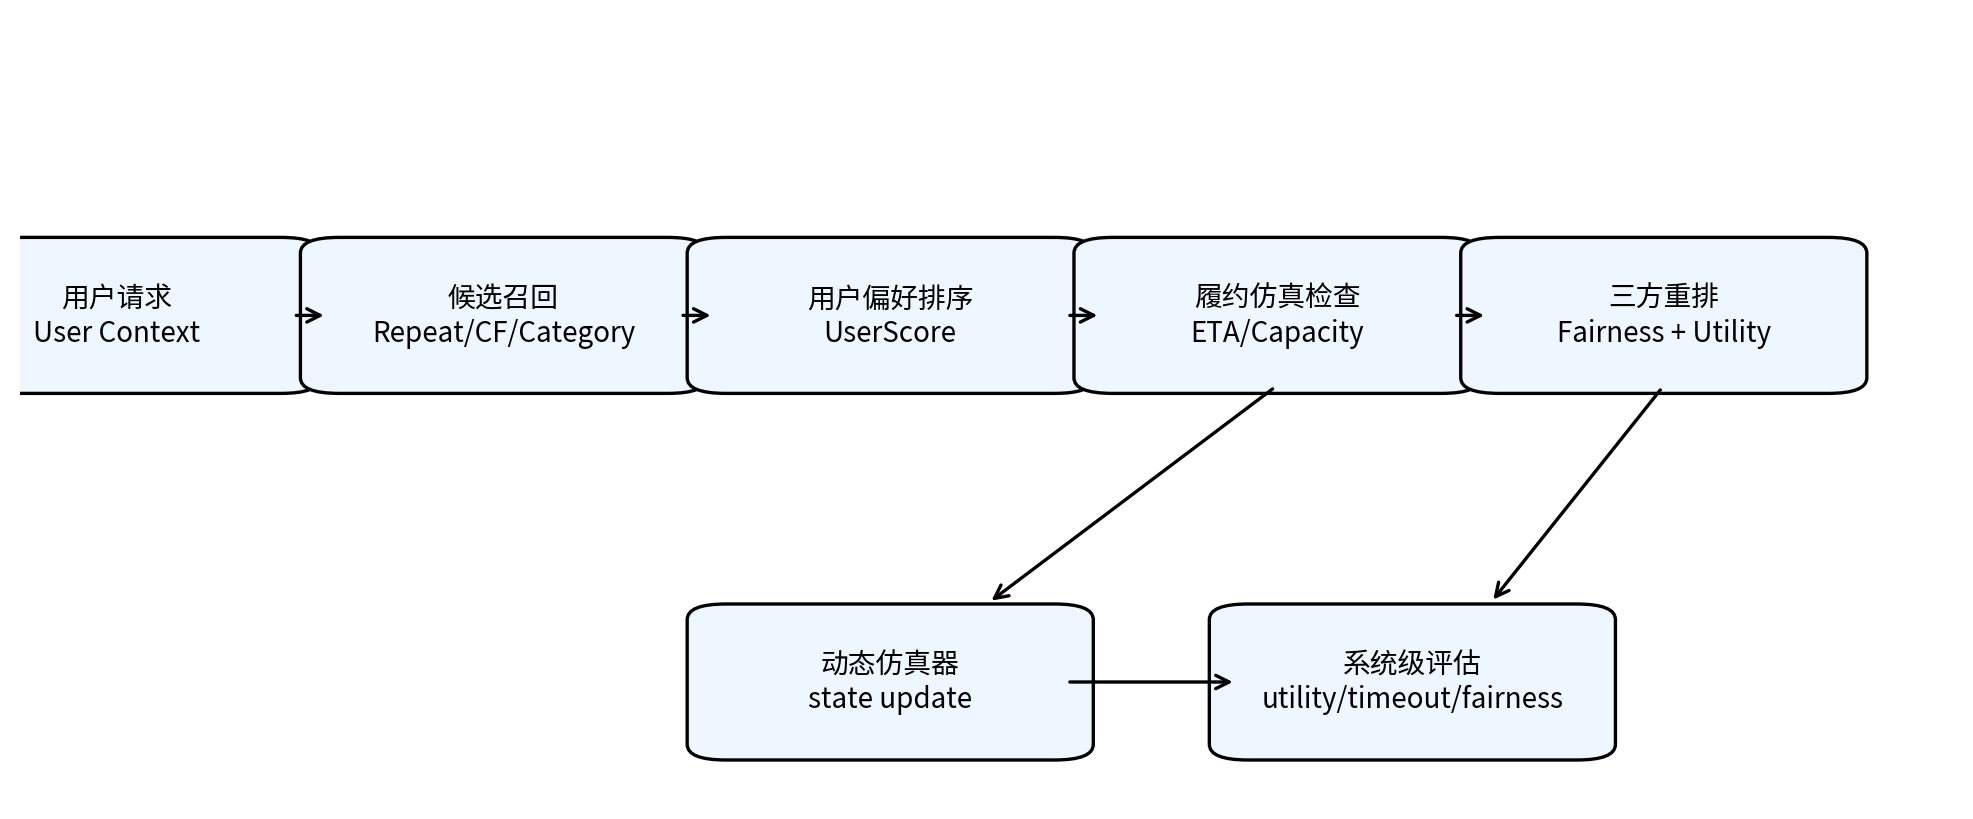 用户请求
User Context
候选召回
Repeat/CF/Category
用户偏好排序
UserScore
履约仿真检查
ETA/Capacity
三方重排
Fairness + Utility
动态仿真器
state update
系统级评估
utility/timeout/fairness